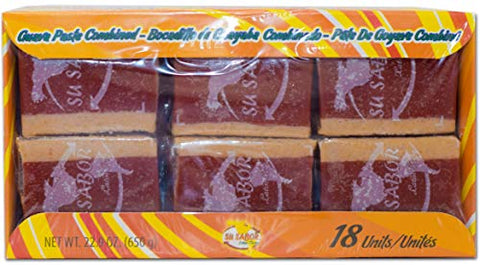 Guava Paste Combined - Bocadillo de Guayaba Combinado - Pâte De Goyave Combiné
SU SABOR
SU SABOR
SU SABOR
SABOR
SU SABOR
SU SABOR
NET WT. 22.9 OZ. (650 g)
SU SABOR
18 Units/Unités